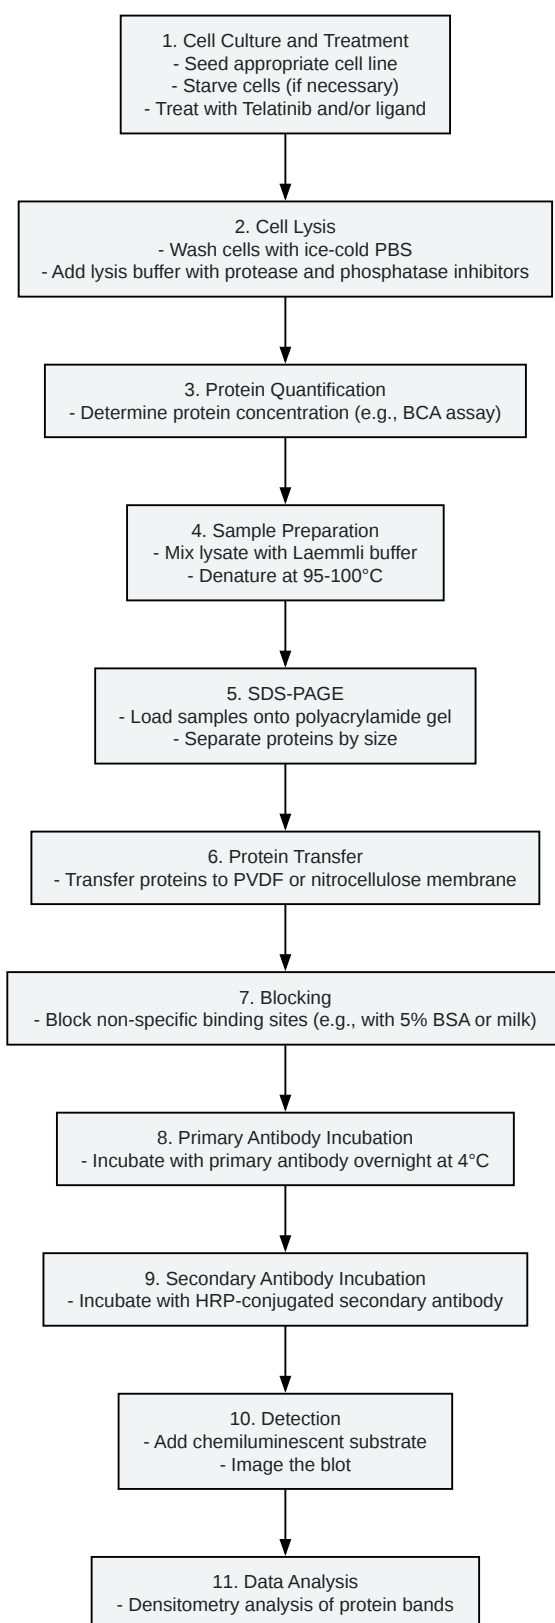 1. Cell Culture and Treatment
- Seed appropriate cell line
- Starve cells (if necessary)
- Treat with Telatinib and/or ligand
2. Cell Lysis
- Wash cells with ice-cold PBS
- Add lysis buffer with protease and phosphatase inhibitors
3. Protein Quantification
- Determine protein concentration (e.g., BCA assay)
4. Sample Preparation
- Mix lysate with Laemmli buffer
- Denature at 95-100°C
5. SDS-PAGE
- Load samples onto polyacrylamide gel
- Separate proteins by size
6. Protein Transfer
- Transfer proteins to PVDF or nitrocellulose membrane
7. Blocking
- Block non-specific binding sites (e.g., with 5% BSA or milk)
8. Primary Antibody Incubation
- Incubate with primary antibody overnight at 4°C
9. Secondary Antibody Incubation
- Incubate with HRP-conjugated secondary antibody
10. Detection
- Add chemiluminescent substrate
- Image the blot
11. Data Analysis
- Densitometry analysis of protein bands